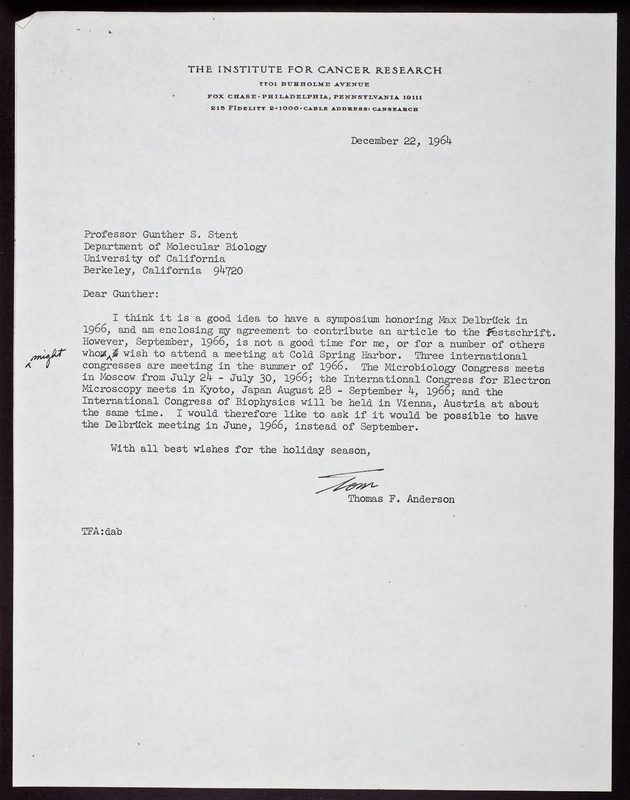 THE INSTITUTE FOR CANCER RESEARCH
7701 BURHOLME AVENUE
FOX CHASE · PHILADELPHIA, PENNSYLVANIA 19111
215 FIDELITY 2-1000 · CABLE ADDRESS: CANSEARCH
December 22, 1964
Professor Gunther S. Stent
Department of Molecular Biology
University of California
Berkeley, California 94720
Dear Gunther:
I think it is a good idea to have a symposium honoring Max Delbrück in
1966, and am enclosing my agreement to contribute an article to the Festschrift.
However, September, 1966, is not a good time for me, or for a number of others
who might wish to attend a meeting at Cold Spring Harbor. Three international
congresses are meeting in the summer of 1966. The Microbiology Congress meets
in Moscow from July 24 - July 30, 1966; the International Congress for Electron
Microscopy meets in Kyoto, Japan August 28 - September 4, 1966; and the
International Congress of Biophysics will be held in Vienna, Austria at about
the same time. I would therefore like to ask if it would be possible to have
the Delbrück meeting in June, 1966, instead of September.
With all best wishes for the holiday season,
Tom
Thomas F. Anderson
TFA:dab